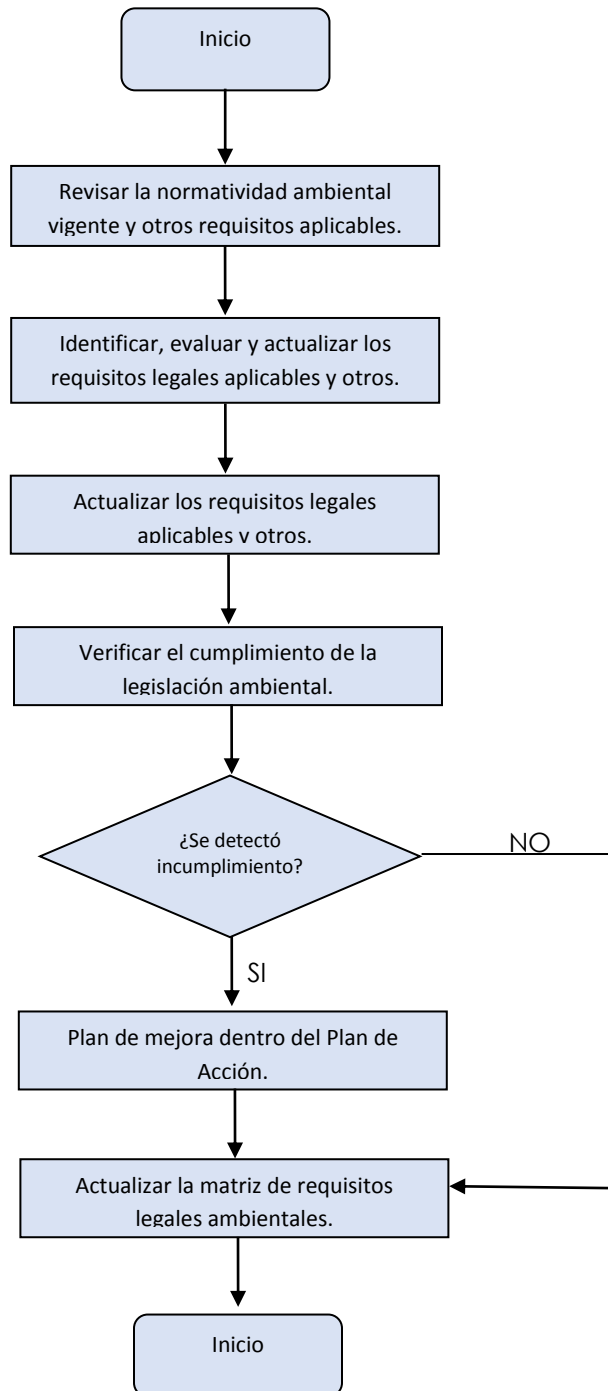 Inicio
Revisar la normatividad ambiental
vigente y otros requisitos aplicables.
Identificar, evaluar y actualizar los
requisitos legales aplicables y otros.
Actualizar los requisitos legales
aplicables y otros.
Verificar el cumplimiento de la
legislación ambiental.
¿Se detectó
incumplimiento?
NO
SI
Plan de mejora dentro del Plan de
Acción.
Actualizar la matriz de requisitos
legales ambientales.
Inicio